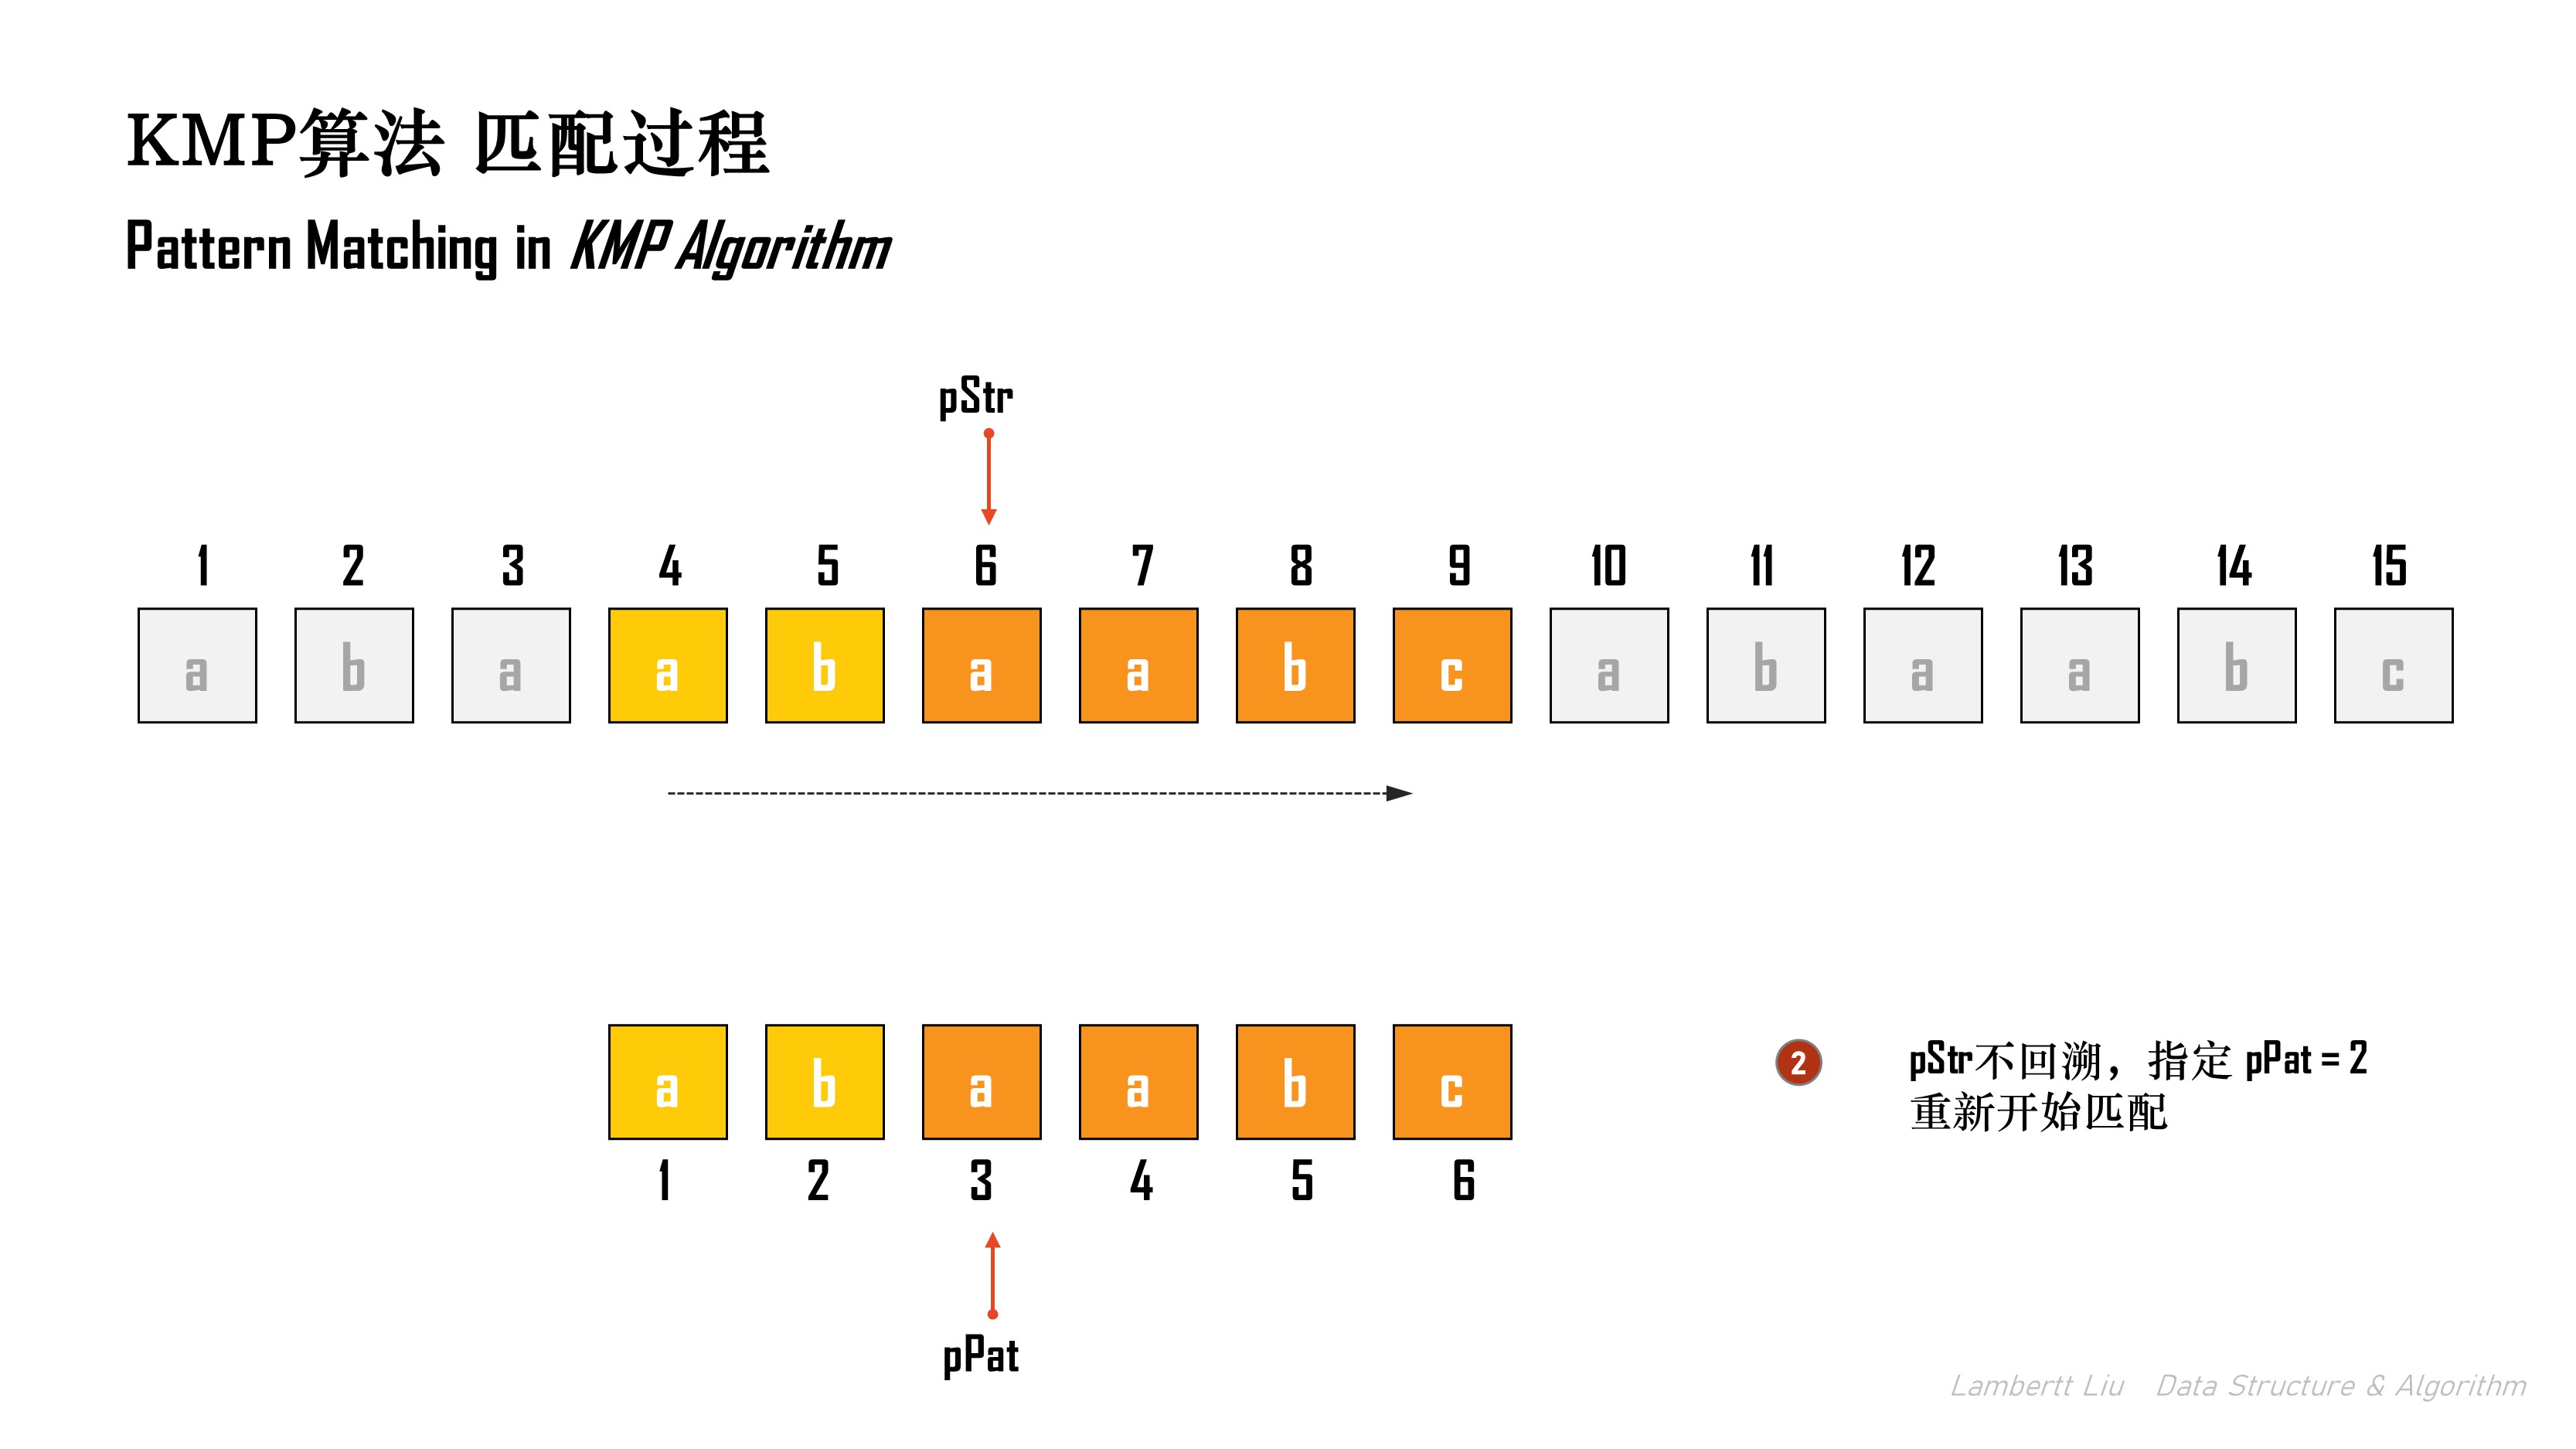 KMP算法 匹配过程
Pattern Matching in KMP Algorithm
pStr
1 2 3 4 5 6 7 8 9 10 11 12 13 14 15
a b a a b a a b c a b a a b c
a b a a b c
1 2 3 4 5 6
pPat
2
pStr不回溯，指定 pPat = 2
重新开始匹配
Lambertt Liu Data Structure & Algorithm